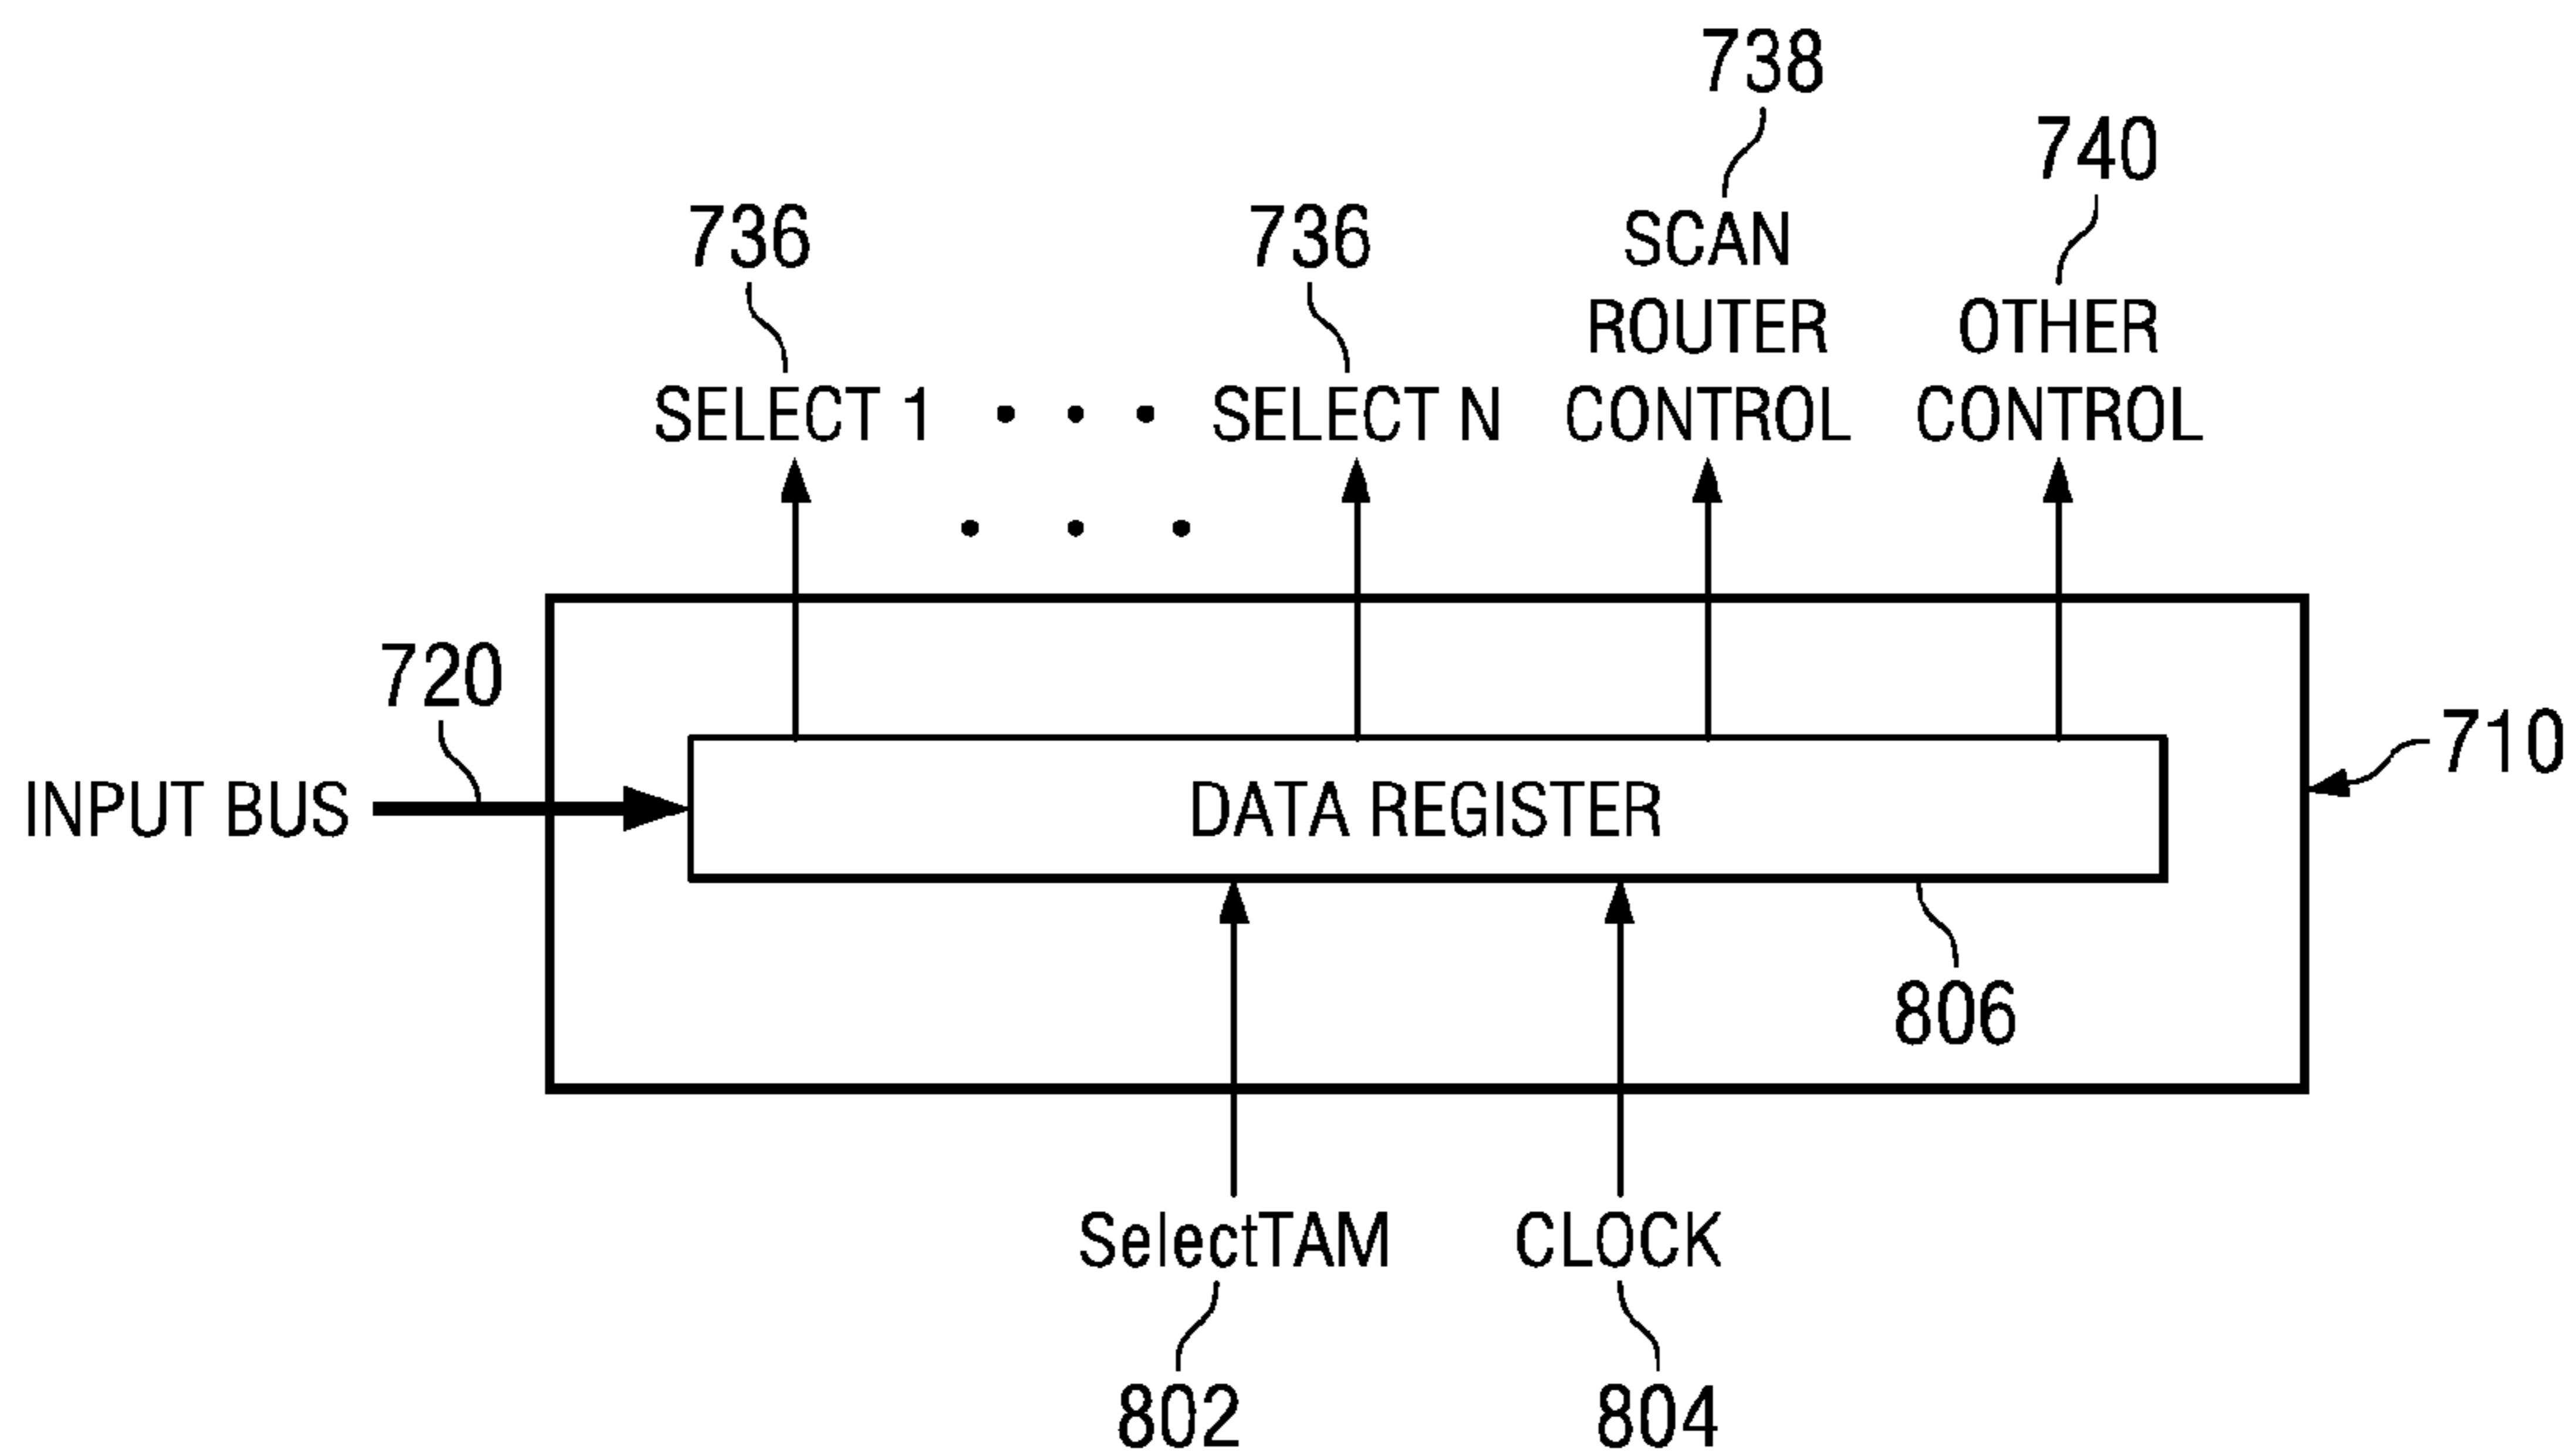 738
740
736
736
SCAN
ROUTER
CONTROL
OTHER
CONTROL
SELECT 1 • • • SELECT N
• • •
720
710
INPUT BUS
DATA REGISTER
806
SelectTAM
CLOCK
802
804